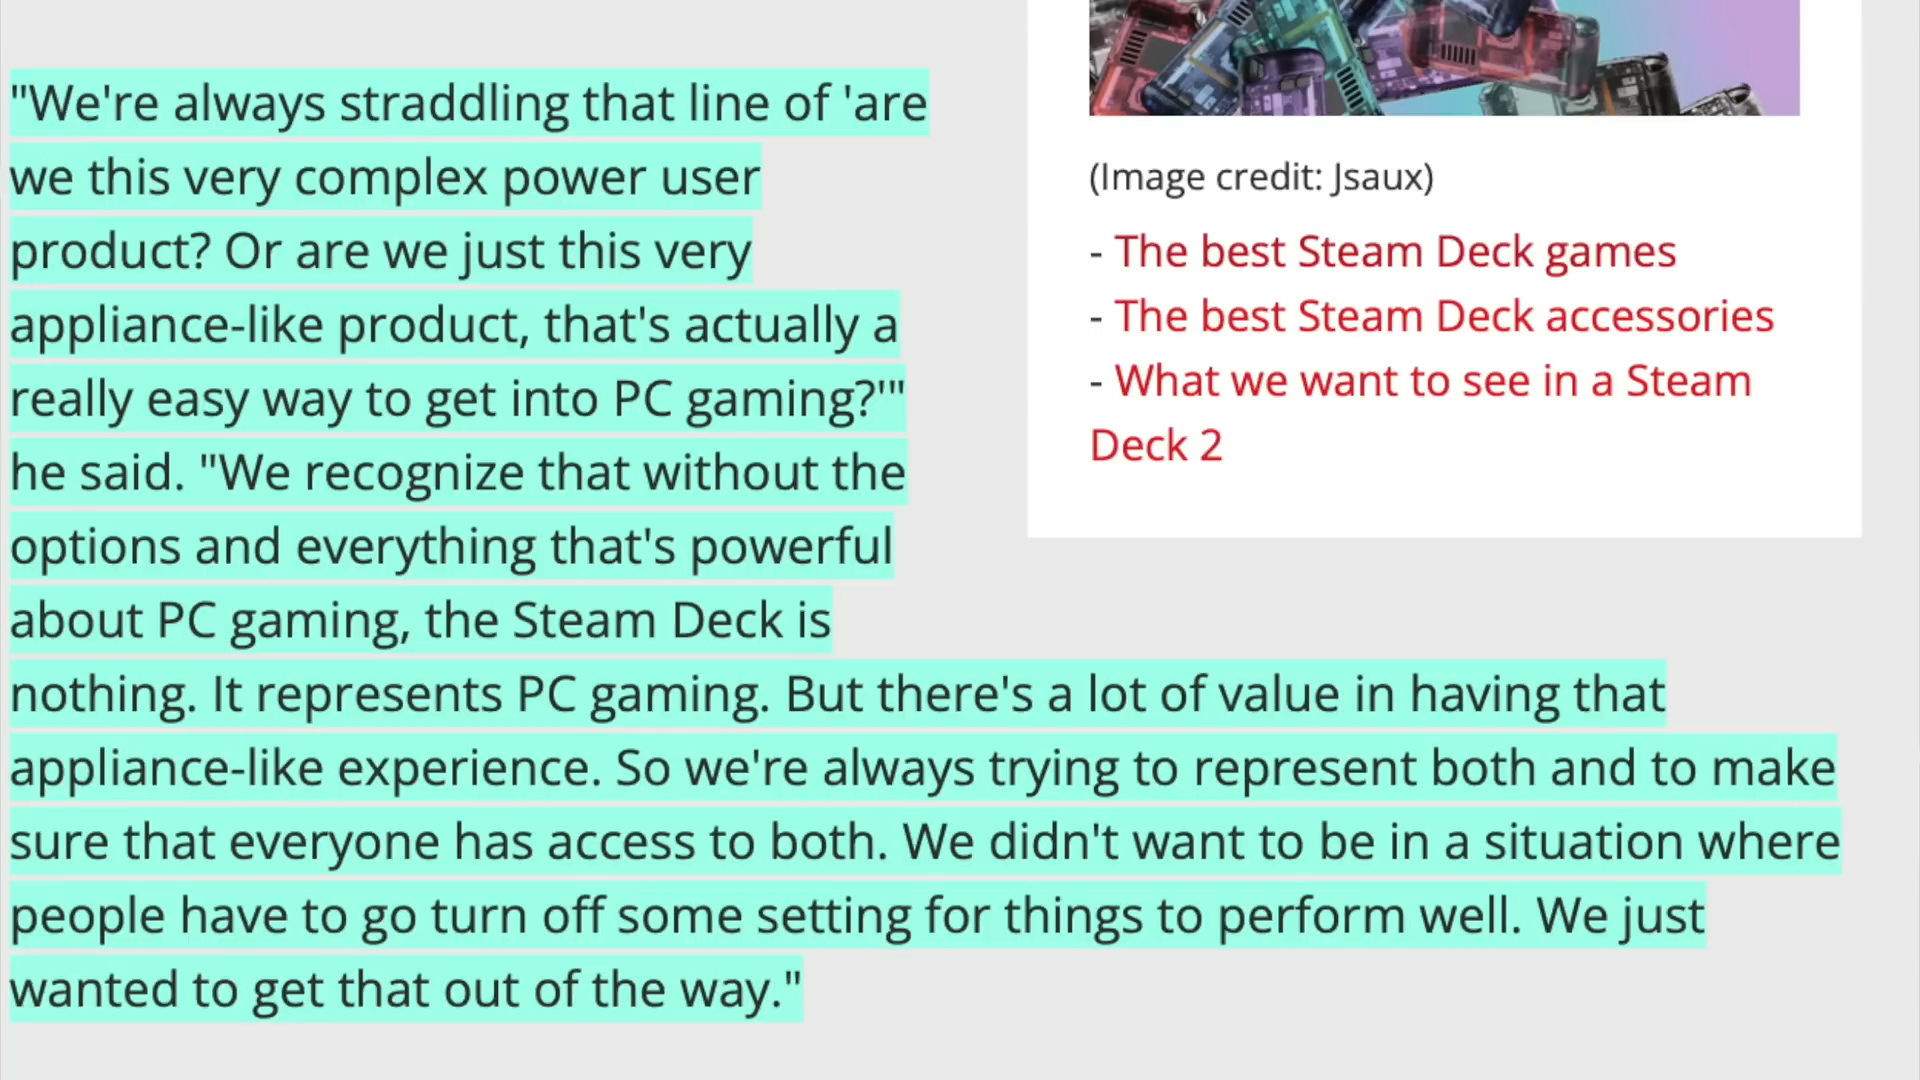 "We're always straddling that line of 'are
we this very complex power user
product? Or are we just this very
appliance-like product, that's actually a
really easy way to get into PC gaming?'"
he said. "We recognize that without the
options and everything that's powerful
about PC gaming, the Steam Deck is
nothing. It represents PC gaming. But there's a lot of value in having that
appliance-like experience. So we're always trying to represent both and to make
sure that everyone has access to both. We didn't want to be in a situation where
people have to go turn off some setting for things to perform well. We just
wanted to get that out of the way."
(Image credit: Jsaux)
- The best Steam Deck games
- The best Steam Deck accessories
- What we want to see in a Steam
Deck 2